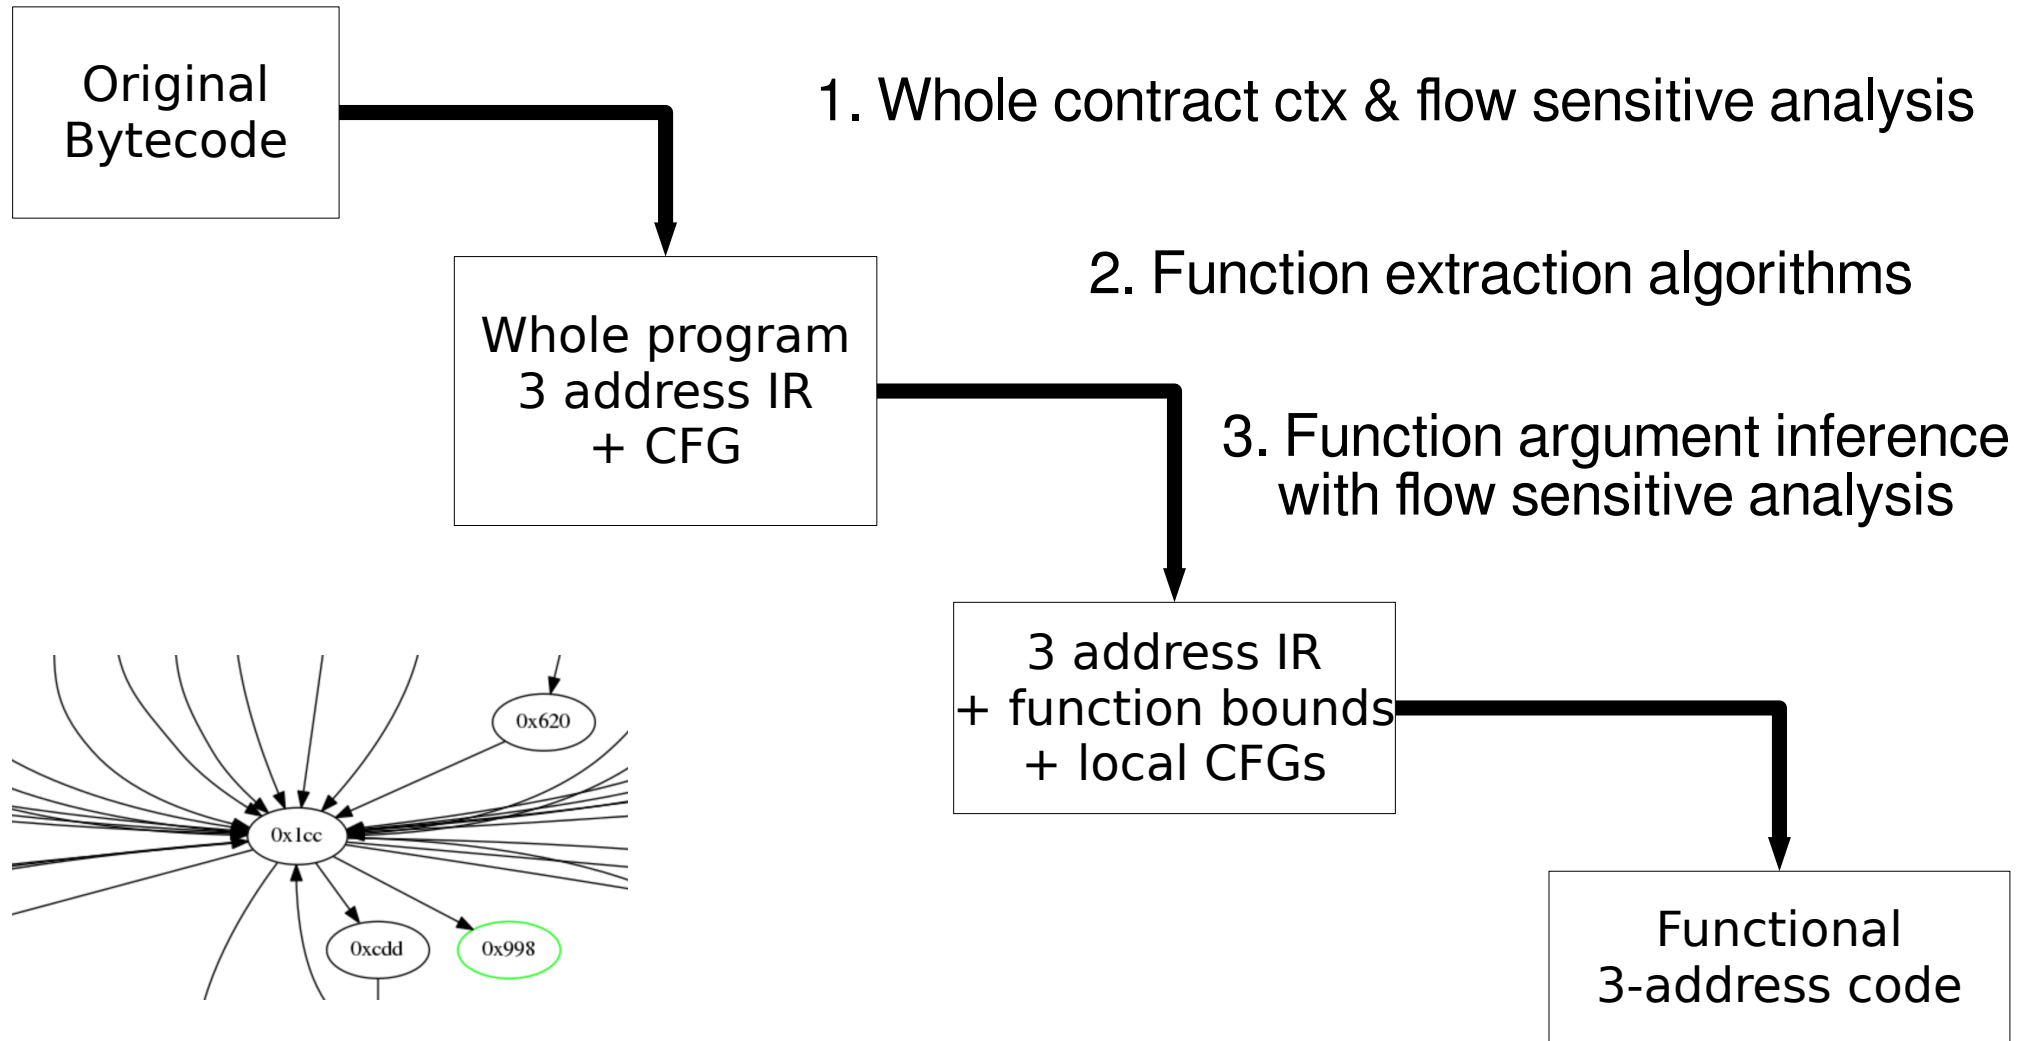 Original
Bytecode
1. Whole contract ctx & flow sensitive analysis
2. Function extraction algorithms
Whole program
3 address IR
+ CFG
3. Function argument inference
with flow sensitive analysis
3 address IR
+ function bounds
+ local CFGs
0x620
0x1cc
0xcdd
0x998
Functional
3-address code